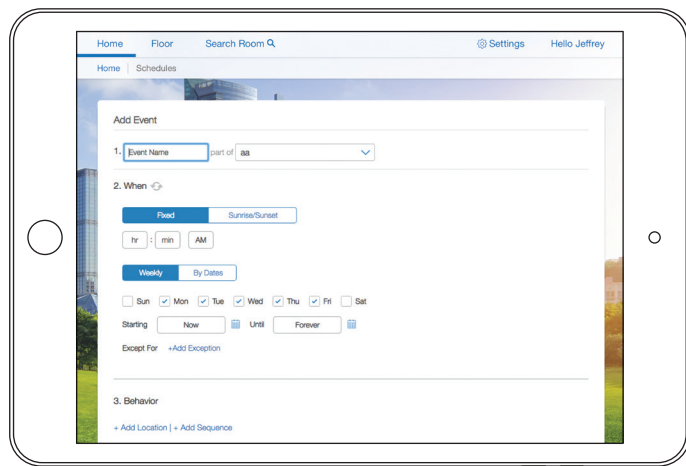 Home Floor Search Room Settings Hello Jeffrey
Home | Schedules
Add Event
1. Event Name part of aa
2. When
Fixed Sunrise/Sunset
hr : min AM
Weekly By Dates
Sun Mon Tue Wed Thu Fri Sat
Starting Now Until Forever
Except For +Add Exception
3. Behavior
+ Add Location | + Add Sequence